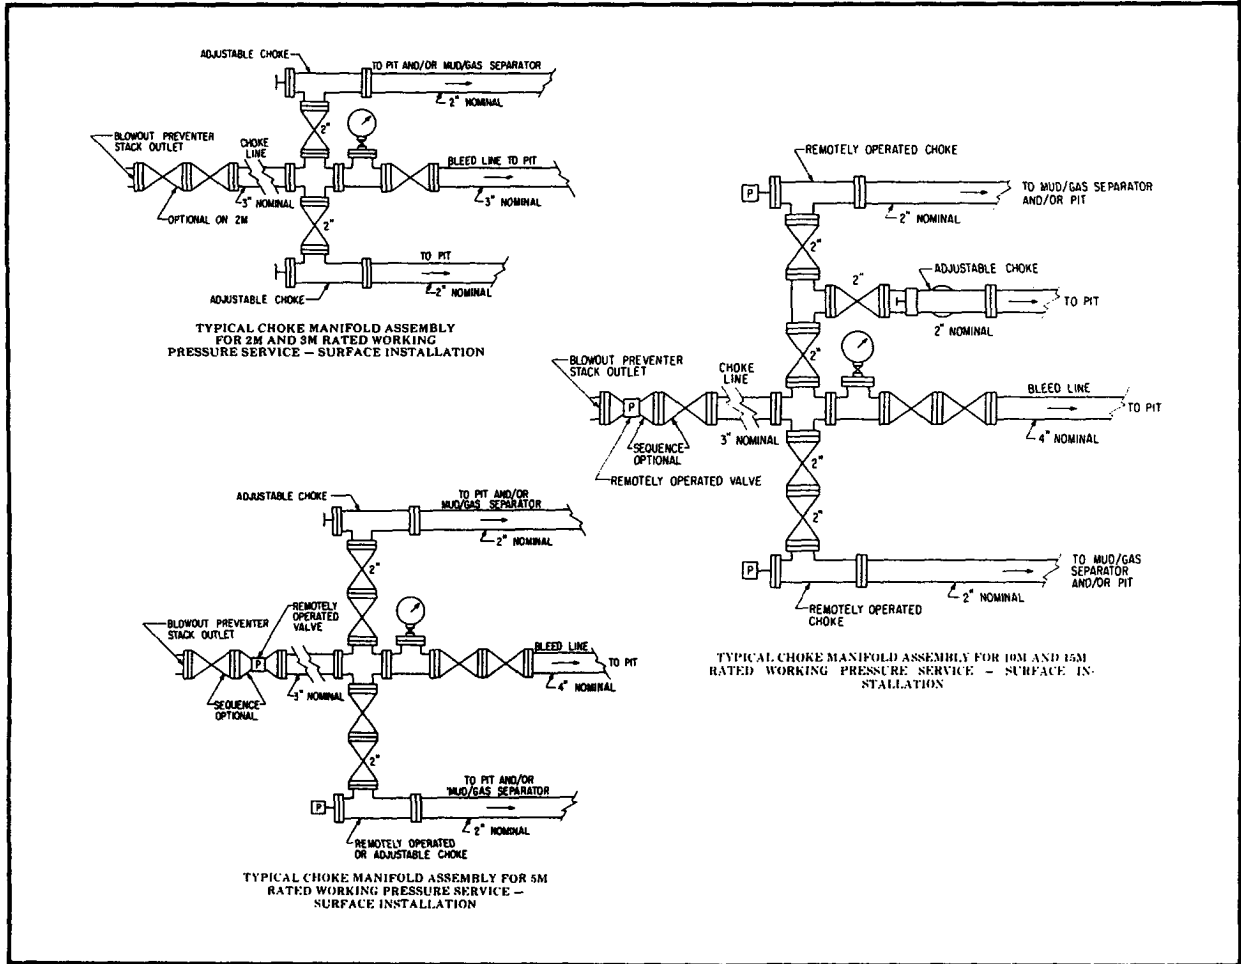 ADJUSTABLE CHOKE
TO PIT AND/OR MUD/GAS SEPARATOR
2" NOMINAL
2"
BLOWOUT PREVENTER
STACK OUTLET
CHOKE
LINE
BLEED LINE TO PIT
3" NOMINAL
3" NOMINAL
OPTIONAL ON 2M
2"
TO PIT
2" NOMINAL
ADJUSTABLE CHOKE
TYPICAL CHOKE MANIFOLD ASSEMBLY
FOR 2M AND 3M RATED WORKING
PRESSURE SERVICE — SURFACE INSTALLATION
REMOTELY OPERATED CHOKE
P
TO MUD/GAS SEPARATOR
AND/OR PIT
2" NOMINAL
2"
2"
ADJUSTABLE CHOKE
TO PIT
2" NOMINAL
2"
BLOWOUT PREVENTER
STACK OUTLET
CHOKE
LINE
BLEED LINE
TO PIT
P
3" NOMINAL
4" NOMINAL
SEQUENCE
OPTIONAL
REMOTELY OPERATED VALVE
2"
2"
P
TO MUD/GAS
SEPARATOR
AND/OR PIT
2" NOMINAL
REMOTELY OPERATED
CHOKE
TYPICAL CHOKE MANIFOLD ASSEMBLY FOR 10M AND 15M
RATED WORKING PRESSURE SERVICE — SURFACE IN-
STALLATION
ADJUSTABLE CHOKE
TO PIT AND/OR
MUD/GAS SEPARATOR
2" NOMINAL
2"
REMOTELY
OPERATED
VALVE
BLOWOUT PREVENTER
STACK OUTLET
P
BLEED LINE
TO PIT
3" NOMINAL
4" NOMINAL
SEQUENCE
OPTIONAL
2"
TO PIT AND/OR
MUD/GAS SEPARATOR
P
2" NOMINAL
REMOTELY OPERATED
OR ADJUSTABLE CHOKE
TYPICAL CHOKE MANIFOLD ASSEMBLY FOR 5M
RATED WORKING PRESSURE SERVICE —
SURFACE INSTALLATION